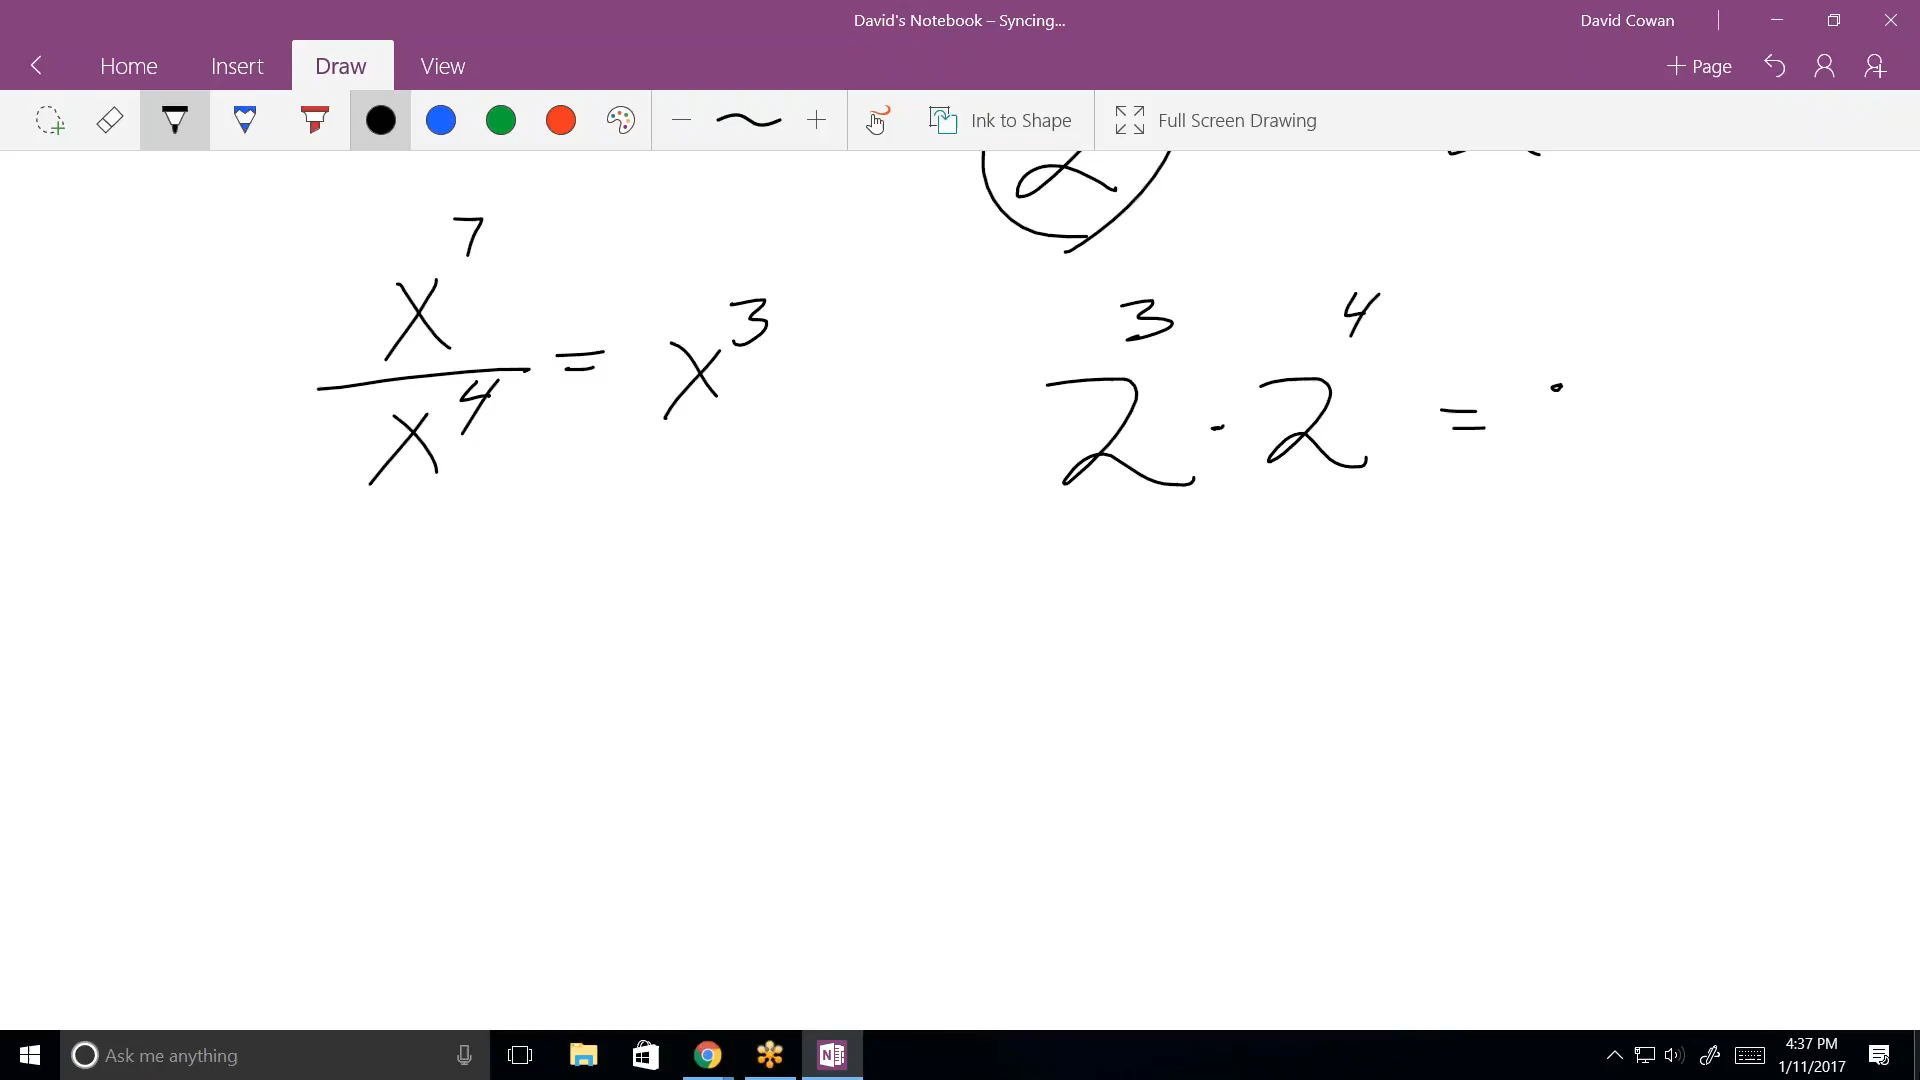 David's Notebook – Syncing...
David Cowan
Home Insert Draw View
Page
Ink to Shape
Full Screen Drawing
2
x^7 / x^4 = x^3
2^3 · 2^4 =
Ask me anything
4:37 PM
1/11/2017